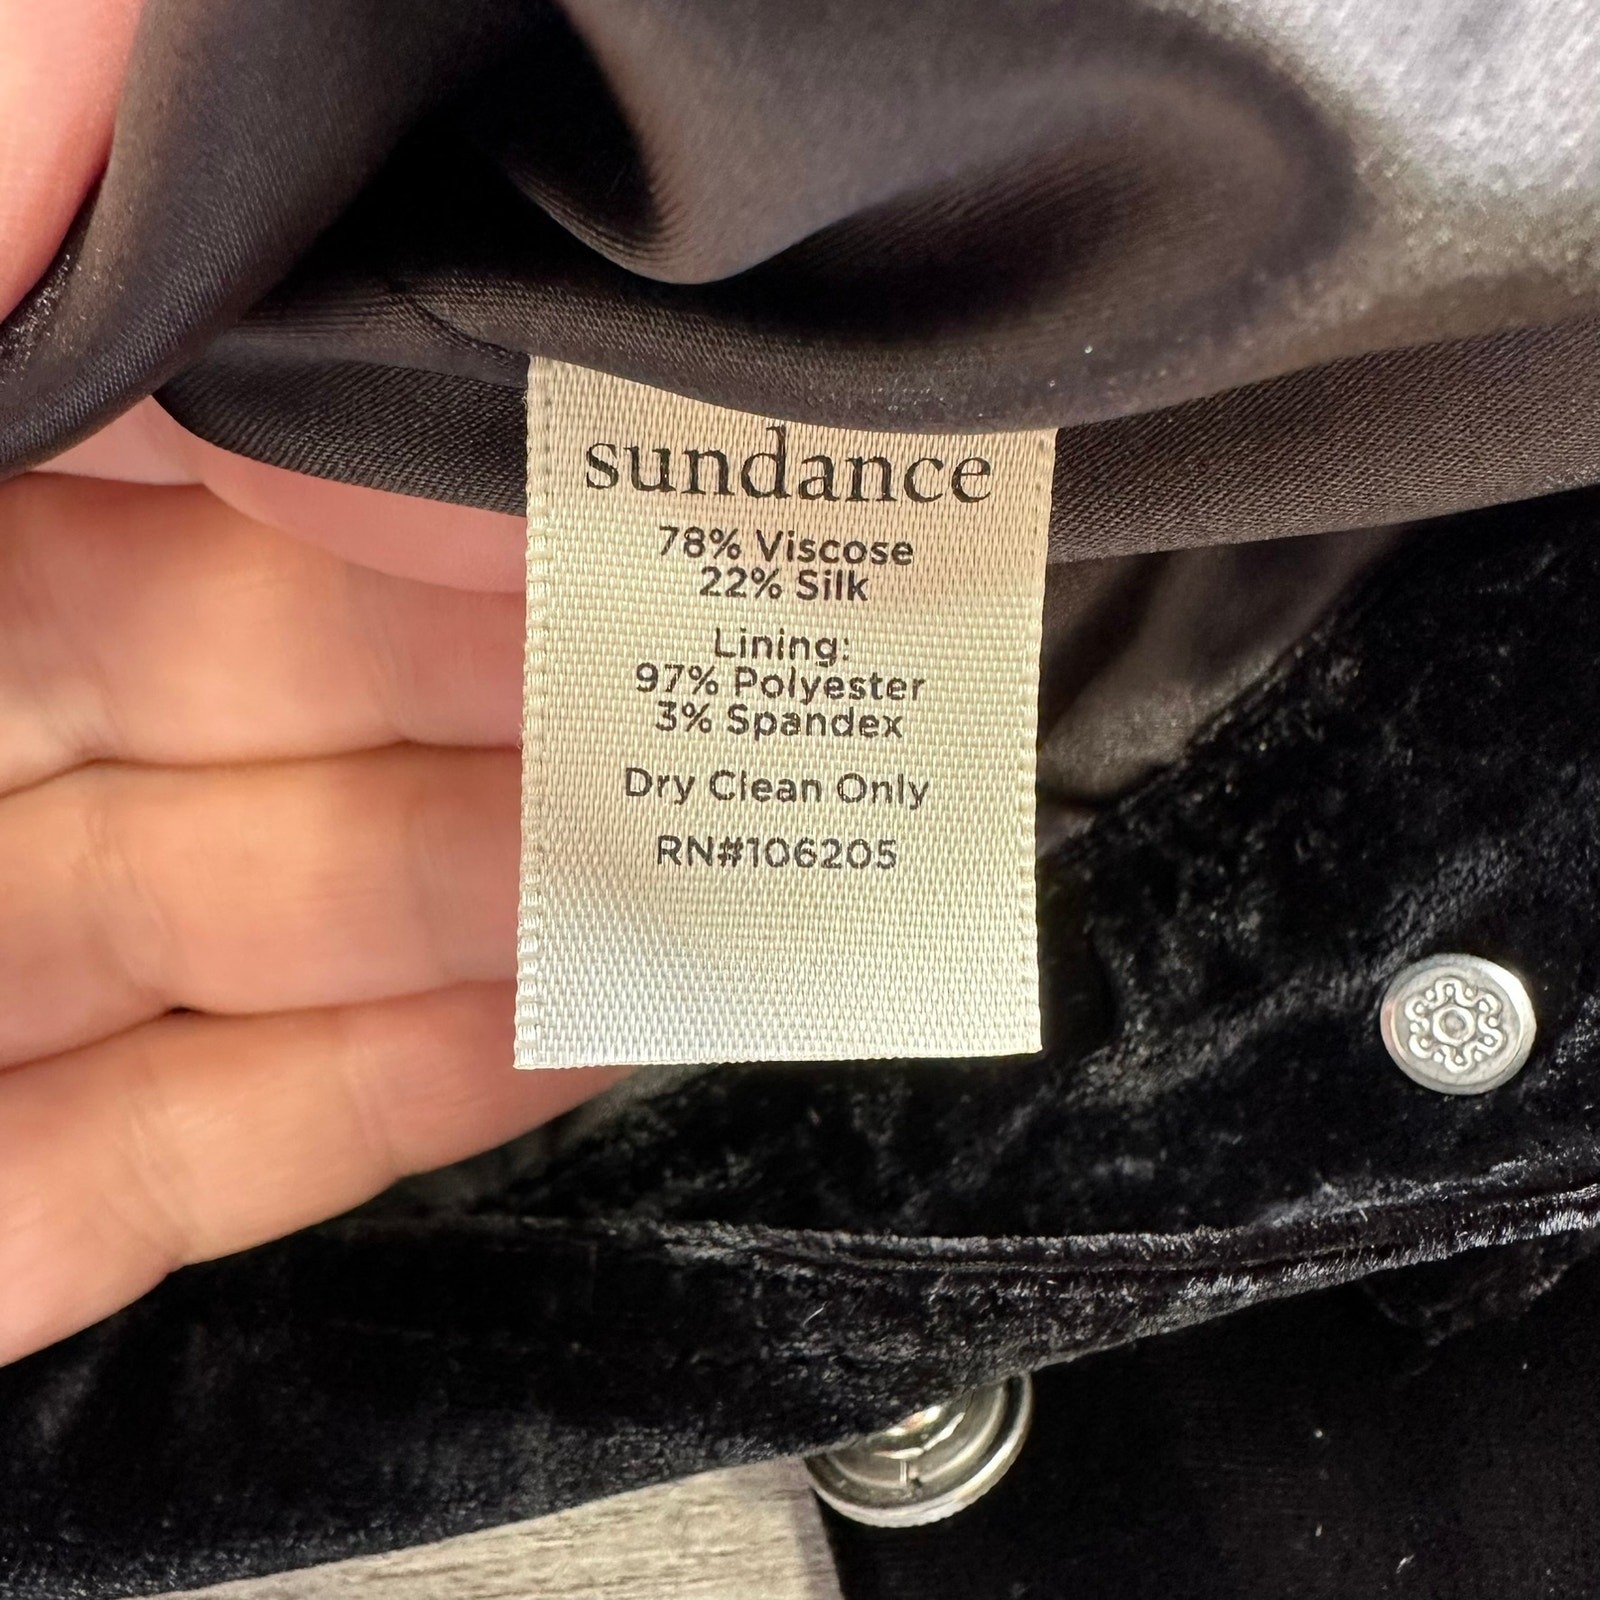 sundance
78% Viscose
22% Silk
Lining:
97% Polyester
3% Spandex
Dry Clean Only
RN#106205